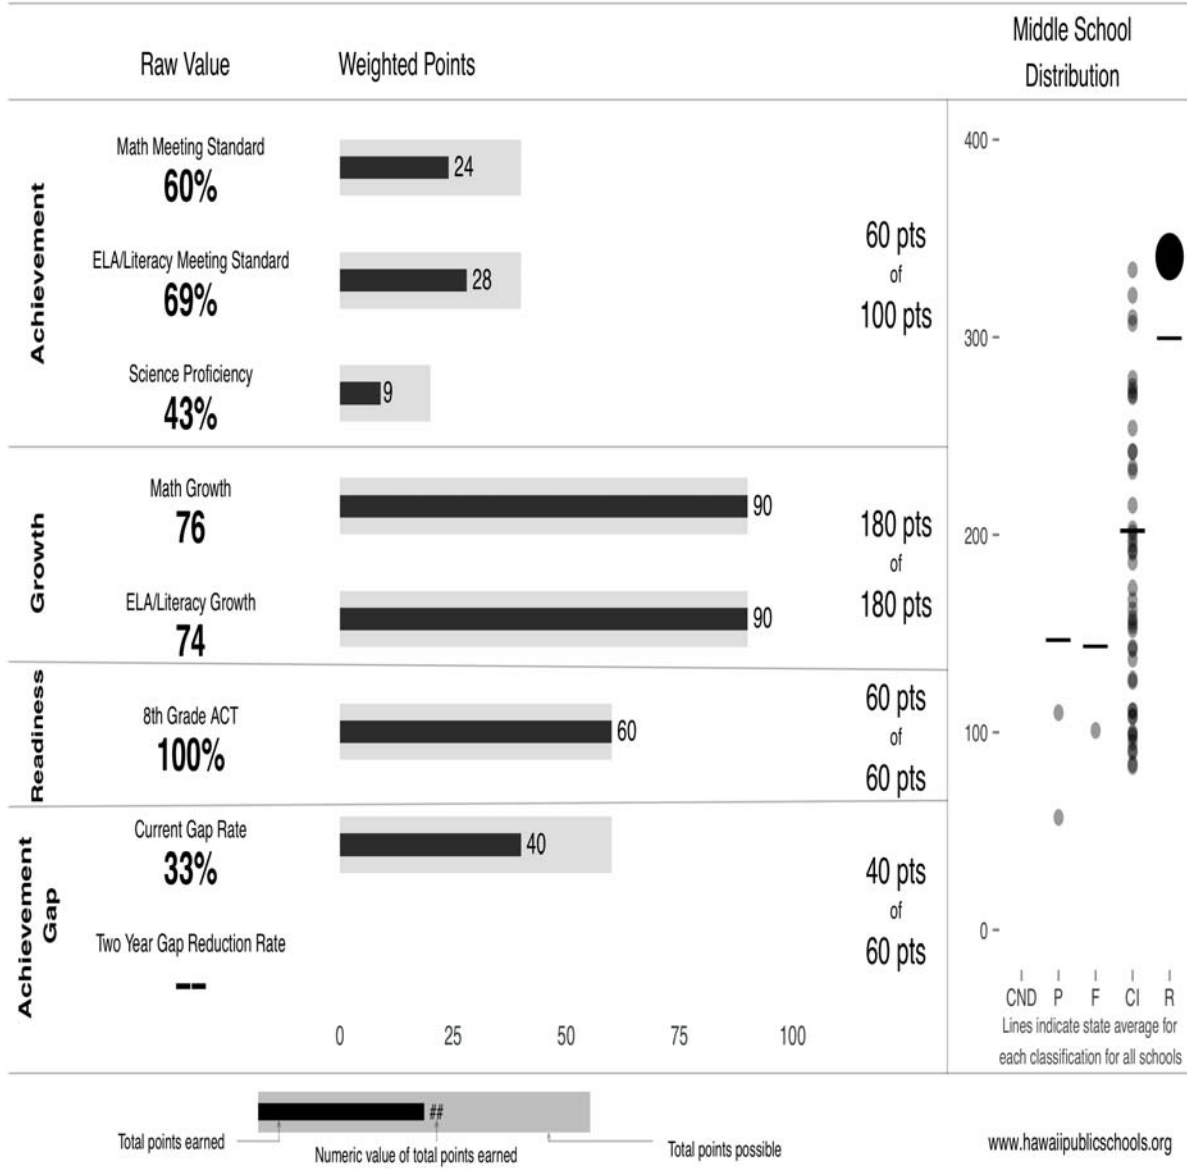 Raw Value
Weighted Points
Middle School
Distribution
Achievement
Math Meeting Standard
60%
24
ELA/Literacy Meeting Standard
69%
28
Science Proficiency
43%
9
60 pts
of
100 pts
Growth
Math Growth
76
90
ELA/Literacy Growth
74
90
180 pts
of
180 pts
Readiness
8th Grade ACT
100%
60
60 pts
of
60 pts
Achievement
Gap
Current Gap Rate
33%
40
Two Year Gap Reduction Rate
--
40 pts
of
60 pts
0 25 50 75 100
400
300
200
100
0
CND P F CI R
Lines indicate state average for
each classification for all schools
##
Total points earned
Numeric value of total points earned
Total points possible
www.hawaiipublicschools.org